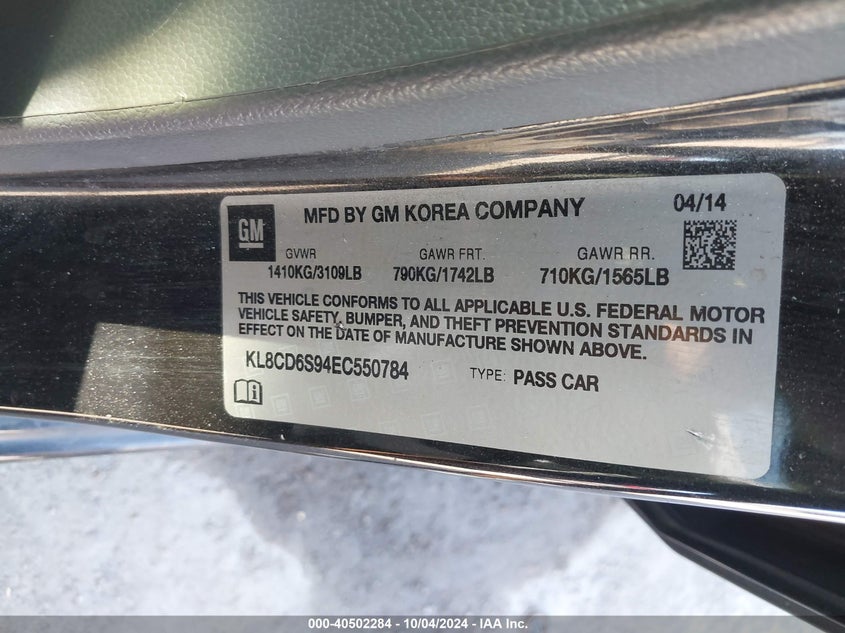 GM
MFD BY GM KOREA COMPANY
04/14
GVWR
GAWR FRT.
GAWR RR.
1410KG/3109LB
790KG/1742LB
710KG/1565LB
THIS VEHICLE CONFORMS TO ALL APPLICABLE U.S. FEDERAL MOTOR
VEHICLE SAFETY, BUMPER, AND THEFT PREVENTION STANDARDS IN
EFFECT ON THE DATE OF MANUFACTURE SHOWN ABOVE.
KL8CD6S94EC550784
TYPE: PASS CAR
000-40502284 - 10/04/2024 - IAA Inc.